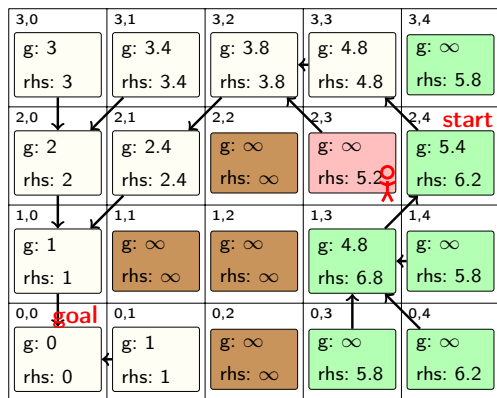 3,0
3,1
3,2
3,3
3,4
g: 3
rhs: 3
g: 3.4
rhs: 3.4
g: 3.8
rhs: 3.8
g: 4.8
rhs: 4.8
g: ∞
rhs: 5.8
2,0
2,1
2,2
2,3
2,4
start
g: 2
rhs: 2
g: 2.4
rhs: 2.4
g: ∞
rhs: ∞
g: ∞
rhs: 5.2
g: 5.4
rhs: 6.2
1,0
1,1
1,2
1,3
1,4
g: 1
rhs: 1
g: ∞
rhs: ∞
g: ∞
rhs: ∞
g: 4.8
rhs: 6.8
g: ∞
rhs: 5.8
0,0
goal
0,1
0,2
0,3
0,4
g: 0
rhs: 0
g: 1
rhs: 1
g: ∞
rhs: ∞
g: ∞
rhs: 5.8
g: ∞
rhs: 6.2